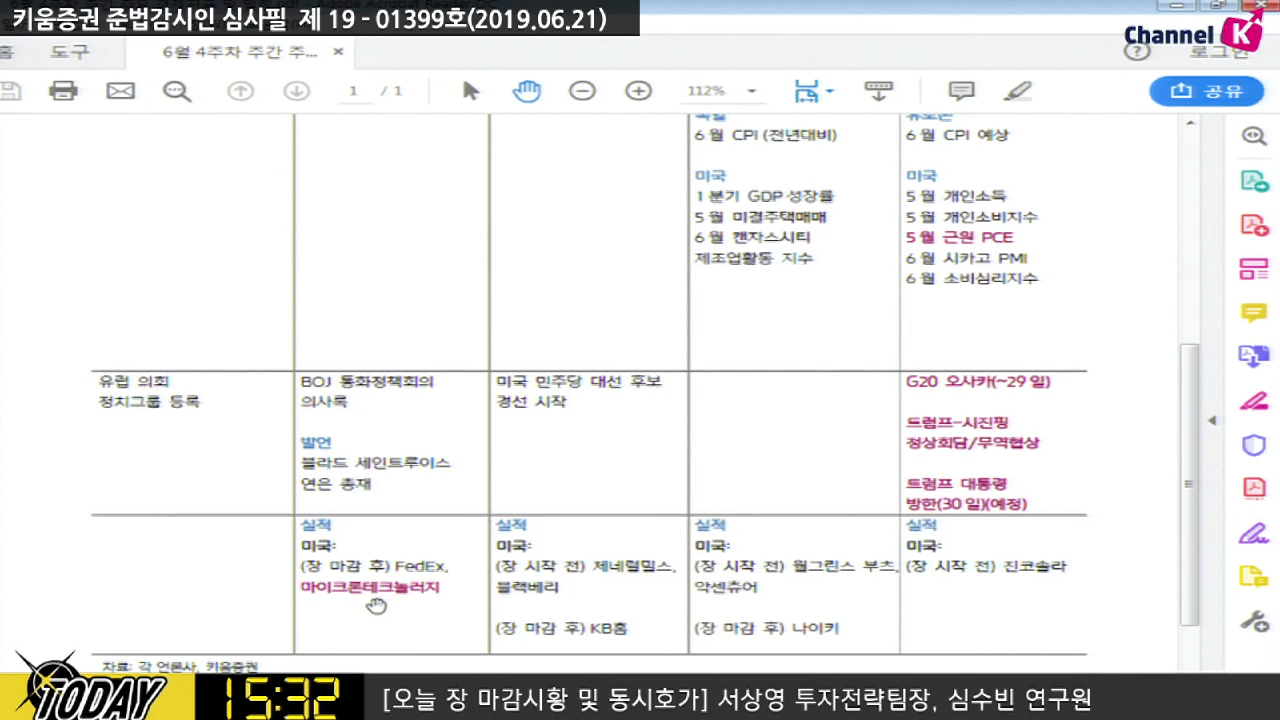 키움증권 준법감시인 심사필 제 19 - 01399호(2019.06.21)
Channel K
홈 도구 6월 4주차 주간 주... × ? 로그인
1 / 1 112% 공유
6월 CPI (전년대비)
미국
1분기 GDP 성장률
5월 미결주택매매
6월 캔자스시티
제조업활동 지수
6월 CPI 예상
미국
5월 개인소득
5월 개인소비지수
5월 근원 PCE
6월 시카고 PMI
6월 소비심리지수
유럽 의회
정치그룹 등록
BOJ 통화정책회의
의사록
발언
블라드 세인트루이스
연은 총재
미국 민주당 대선 후보
경선 시작
G20 오사카(~29일)
트럼프-시진핑
정상회담/무역협상
트럼프 대통령
방한(30일)(예정)
실적
미국:
(장 마감 후) FedEx,
마이크론테크놀러지
실적
미국:
(장 시작 전) 제네럴밀스,
블랙베리
(장 마감 후) KB홈
실적
미국:
(장 시작 전) 월그린스 부츠,
악센츄어
(장 마감 후) 나이키
실적
미국:
(장 시작 전) 진코솔라
자료: 각 언론사, 키움증권
TODAY 15:32 [오늘 장 마감시황 및 동시호가] 서상영 투자전략팀장, 심수빈 연구원